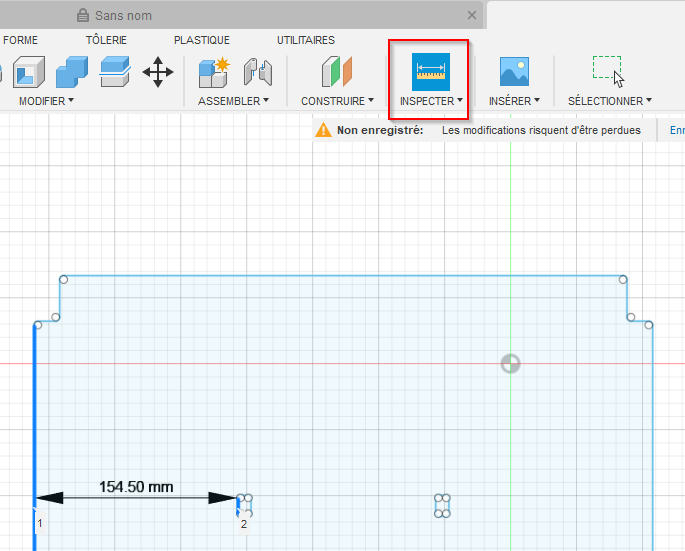 Sans nom
FORME TÔLERIE PLASTIQUE UTILITAIRES
MODIFIER ASSEMBLER CONSTRUIRE INSPECTER INSÉRER SÉLECTIONNER
Non enregistré: Les modifications risquent d'être perdues Enr
154.50 mm
1 2